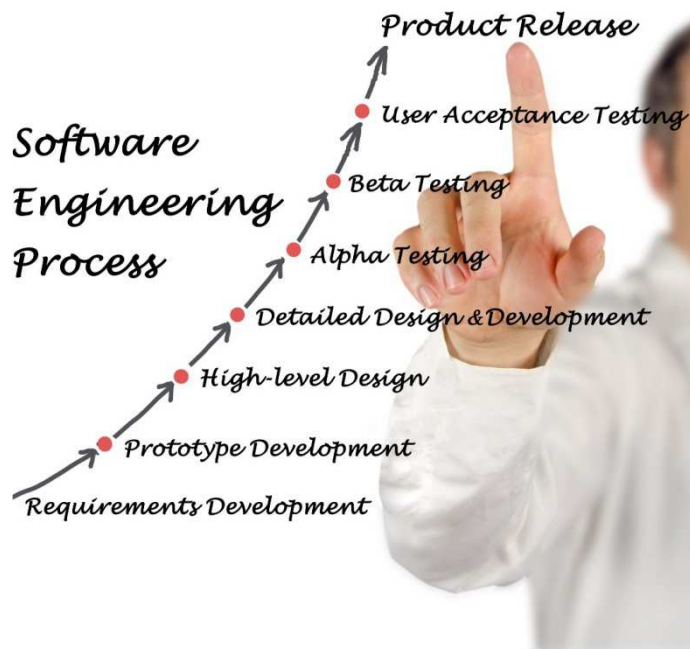 Product Release
User Acceptance Testing
Software
Engineering
Process
Beta Testing
Alpha Testing
Detailed Design &Development
High-level Design
Prototype Development
Requirements Development